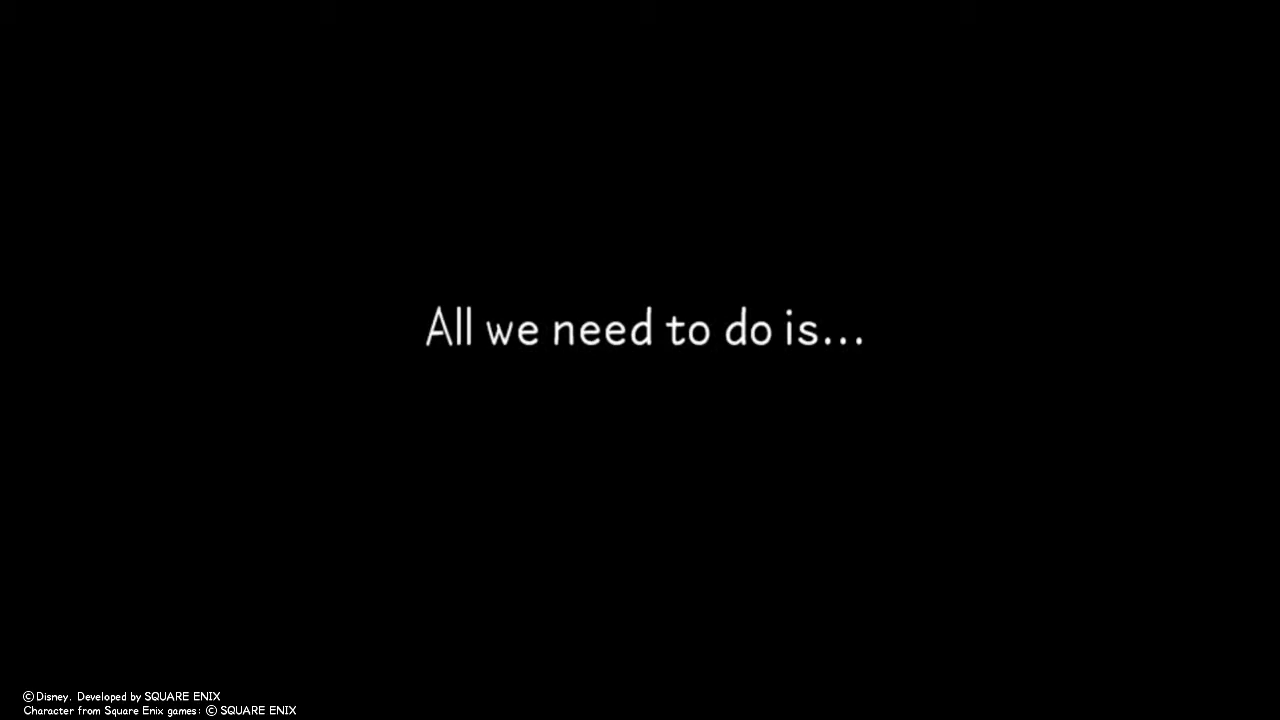 All we need to do is...
©Disney. Developed by SQUARE ENIX
Character from Square Enix games: © SQUARE ENIX